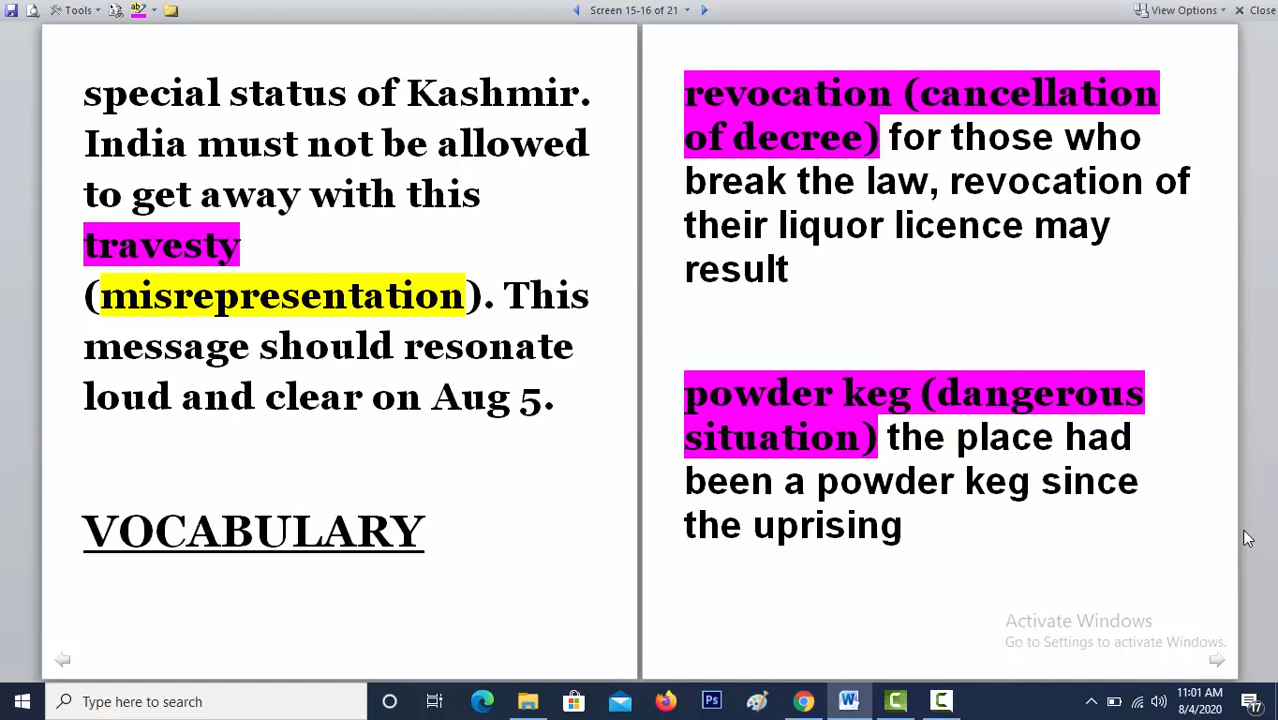 Tools
Screen 15-16 of 21
View Options
Close
special status of Kashmir.
India must not be allowed
to get away with this
travesty
(misrepresentation). This
message should resonate
loud and clear on Aug 5.
VOCABULARY
revocation (cancellation
of decree) for those who
break the law, revocation of
their liquor licence may
result
powder keg (dangerous
situation) the place had
been a powder keg since
the uprising
Activate Windows
Go to Settings to activate Windows.
Type here to search
11:01 AM
8/4/2020
17